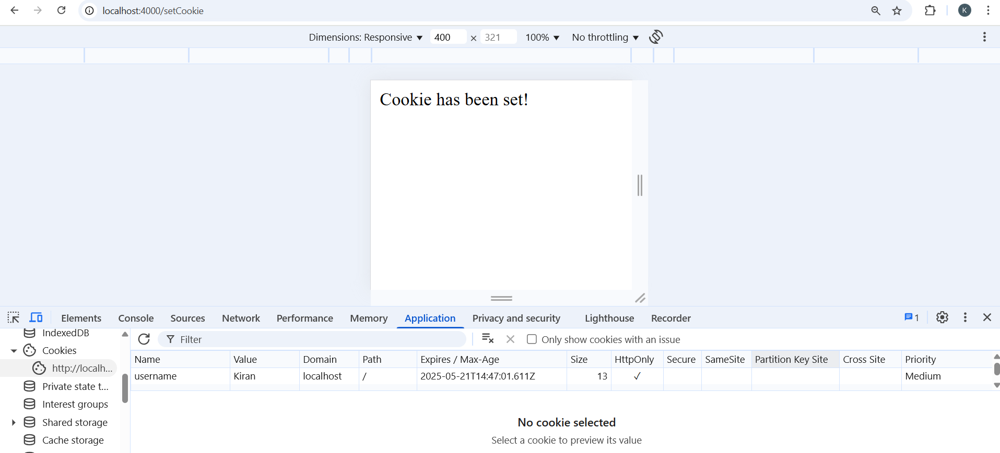 localhost:4000/setCookie
K
Dimensions: Responsive ▼ 400 × 321 100% ▼ No throttling ▼
Cookie has been set!
Elements Console Sources Network Performance Memory Application Privacy and security Lighthouse Recorder 1
IndexedDB
Cookies
http://localh...
Private state t...
Interest groups
Shared storage
Cache storage
Filter Only show cookies with an issue
Name Value Domain Path Expires / Max-Age Size HttpOnly Secure SameSite Partition Key Site Cross Site Priority
username Kiran localhost / 2025-05-21T14:47:01.611Z 13 ✓ Medium
No cookie selected
Select a cookie to preview its value